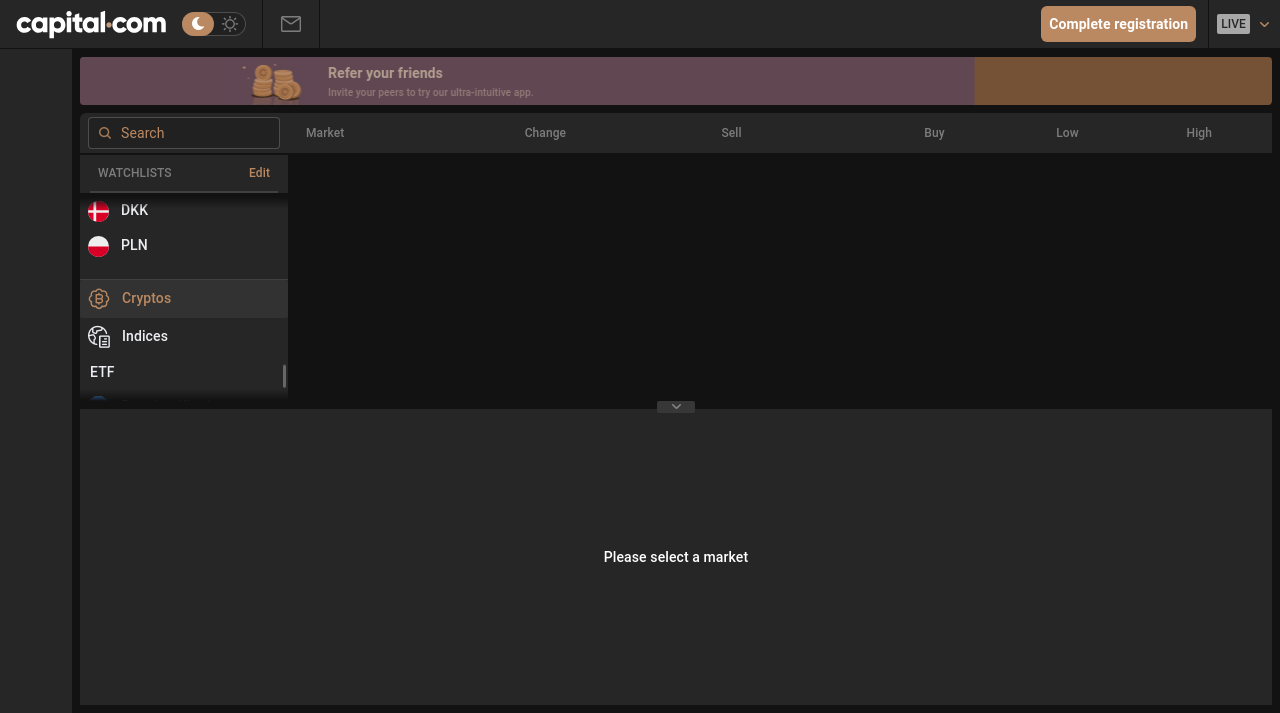 capital.com
Complete registration
LIVE
Refer your friends
Invite your peers to try our ultra-intuitive app.
Search
Market
Change
Sell
Buy
Low
High
WATCHLISTS
Edit
DKK
PLN
Cryptos
Indices
ETF
Please select a market